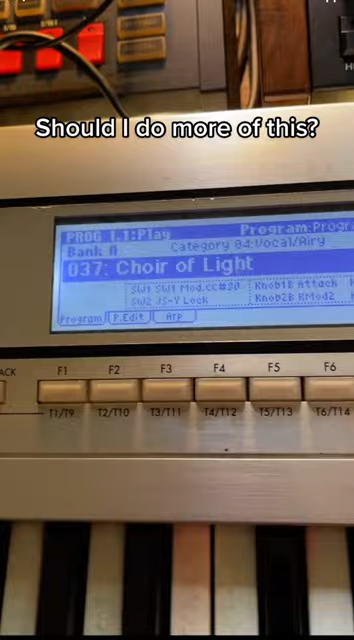 Should I do more of this?
PROG 1.1:Play
Program:Progr
Bank A
Category 04:Vocal/Airy
037: Choir of Light
SW1 SW1 Mod.CC#80
Knob1B Attack
SW2 JS-Y Lock
Knob2B KMod2
Program
P.Edit
Arp
ACK
F1
F2
F3
F4
F5
F6
T1/T9
T2/T10
T3/T11
T4/T12
T5/T13
T6/T14